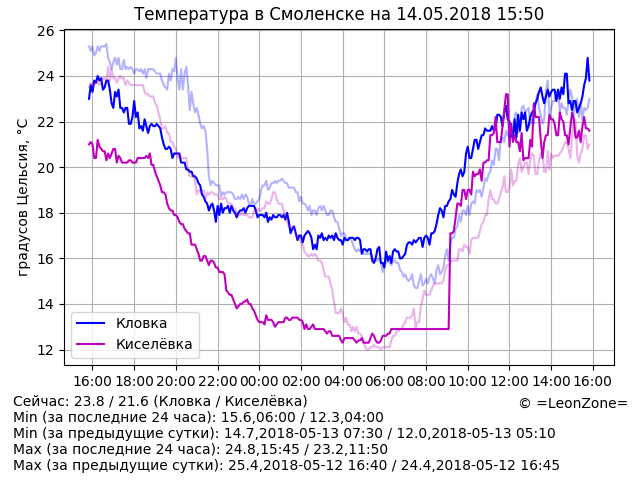 Температура в Смоленске на 14.05.2018 15:50
26
24
22
20
18
16
14
12
градусов Цельсия, °C
Кловка
Киселёвка
16:00 18:00 20:00 22:00 00:00 02:00 04:00 06:00 08:00 10:00 12:00 14:00 16:00
Сейчас: 23.8 / 21.6 (Кловка / Киселёвка)
© =LeonZone=
Min (за последние 24 часа): 15.6,06:00 / 12.3,04:00
Min (за предыдущие сутки): 14.7,2018-05-13 07:30 / 12.0,2018-05-13 05:10
Max (за последние 24 часа): 24.8,15:45 / 23.2,11:50
Max (за предыдущие сутки): 25.4,2018-05-12 16:40 / 24.4,2018-05-12 16:45